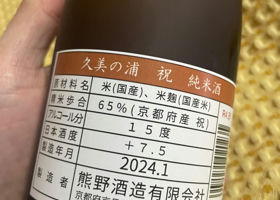 久美の浦 祝 純米酒
原材料名 米(国産)、米麹(国産米)
精米歩合 65%(京都府産 祝)
アルコール分 15度
日本酒度 +7.5
製造年月 2024.1
製造者 熊野酒造有限会社